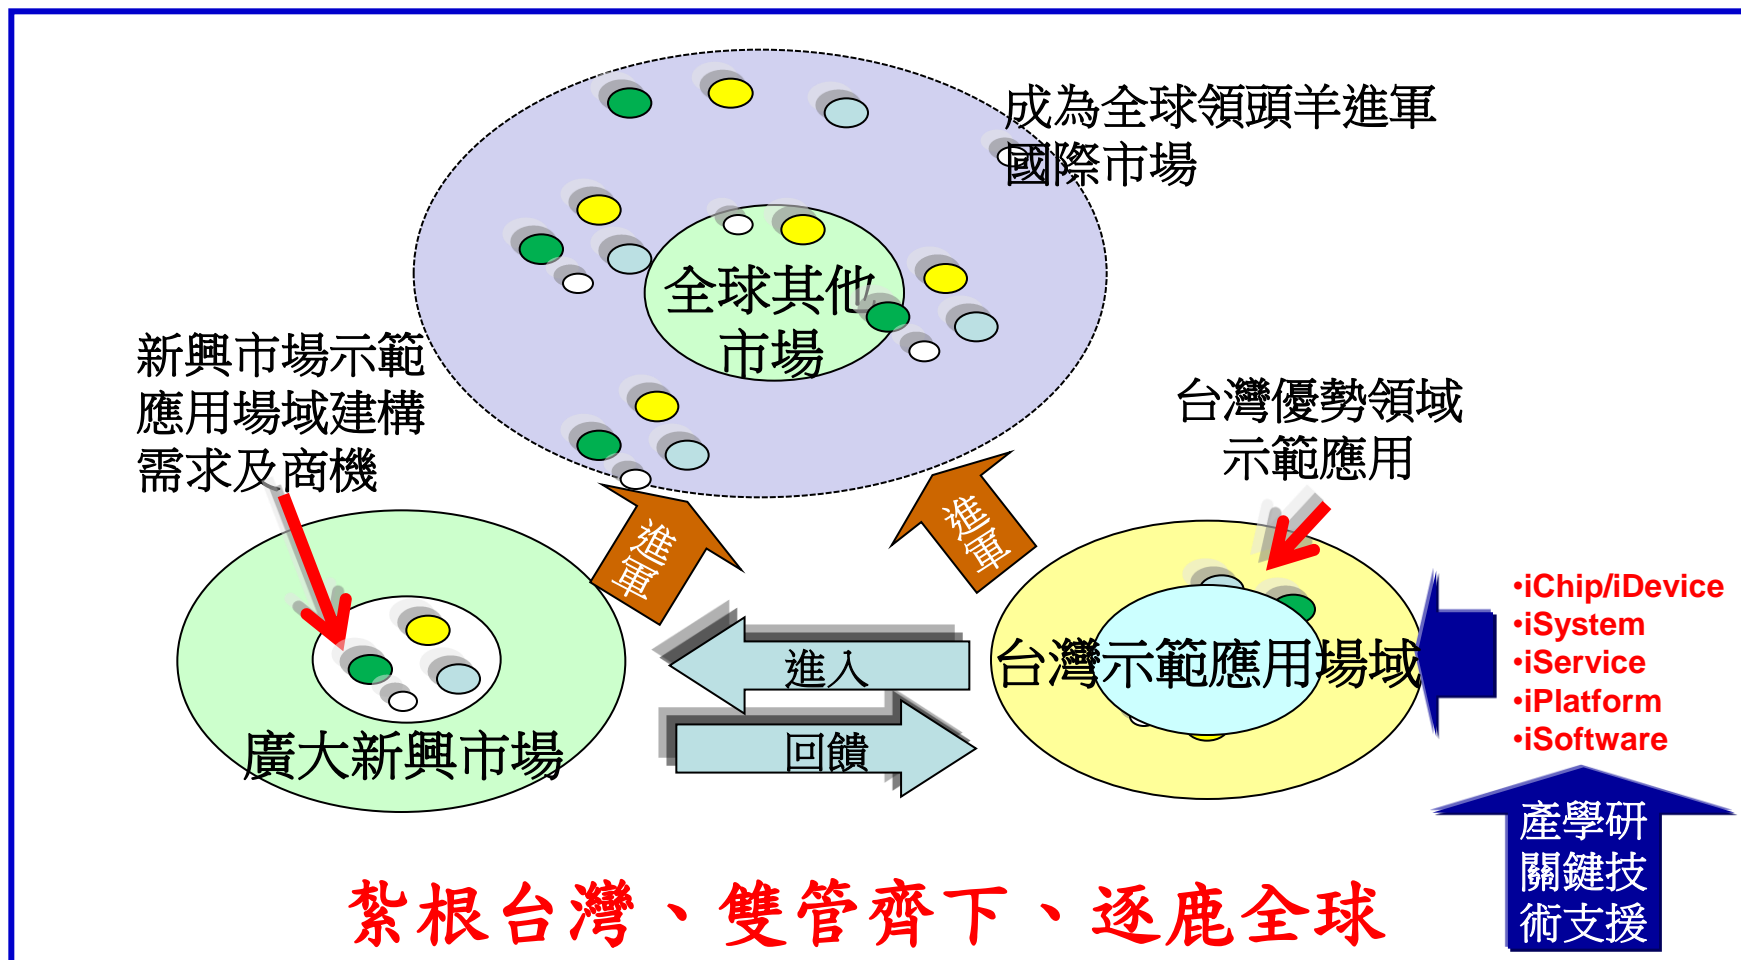 成為全球領頭羊進軍
國際市場
全球其他
市場
新興市場示範
應用場域建構
需求及商機
台灣優勢領域
示範應用
進軍
進軍
•iChip/iDevice
•iSystem
•iService
•iPlatform
•iSoftware
進入
台灣示範應用場域
廣大新興市場
回饋
產學研
關鍵技
術支援
紮根台灣、雙管齊下、逐鹿全球